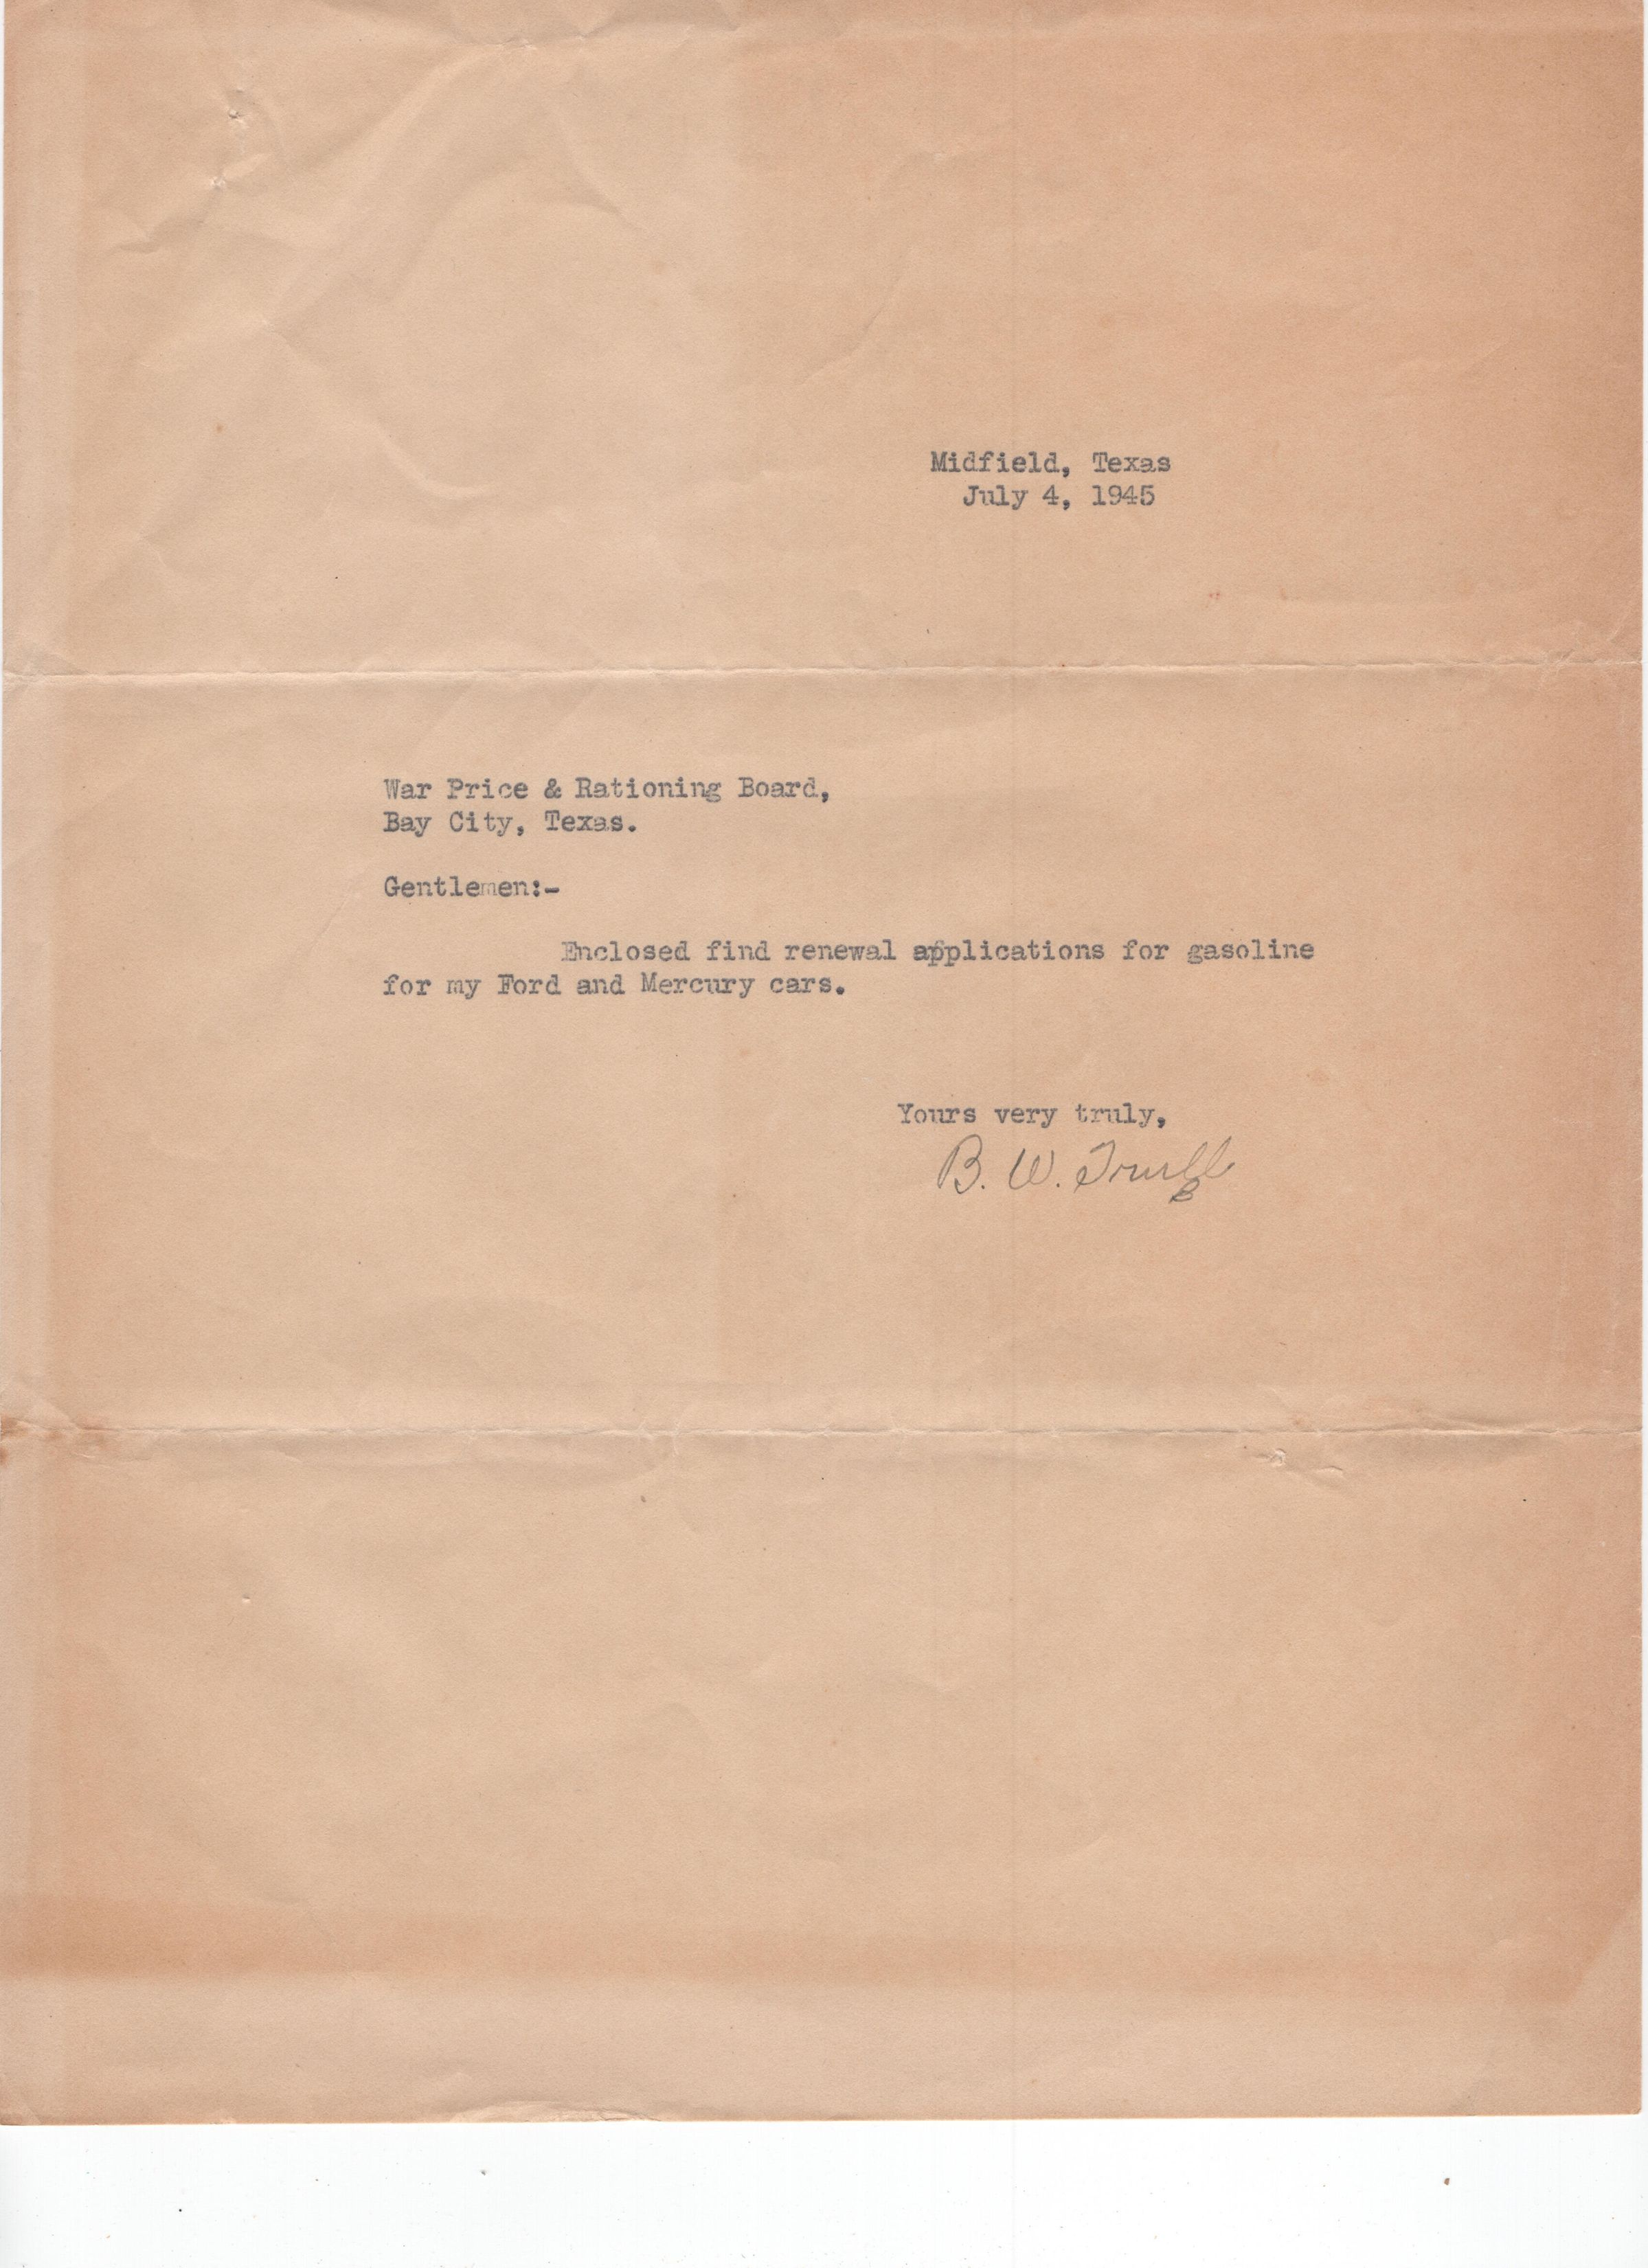 Midfield, Texas
July 4, 1945
War Price & Rationing Board,
Bay City, Texas.
Gentlemen:-
Enclosed find renewal applications for gasoline
for my Ford and Mercury cars.
Yours very truly,
B. W. Trull
B